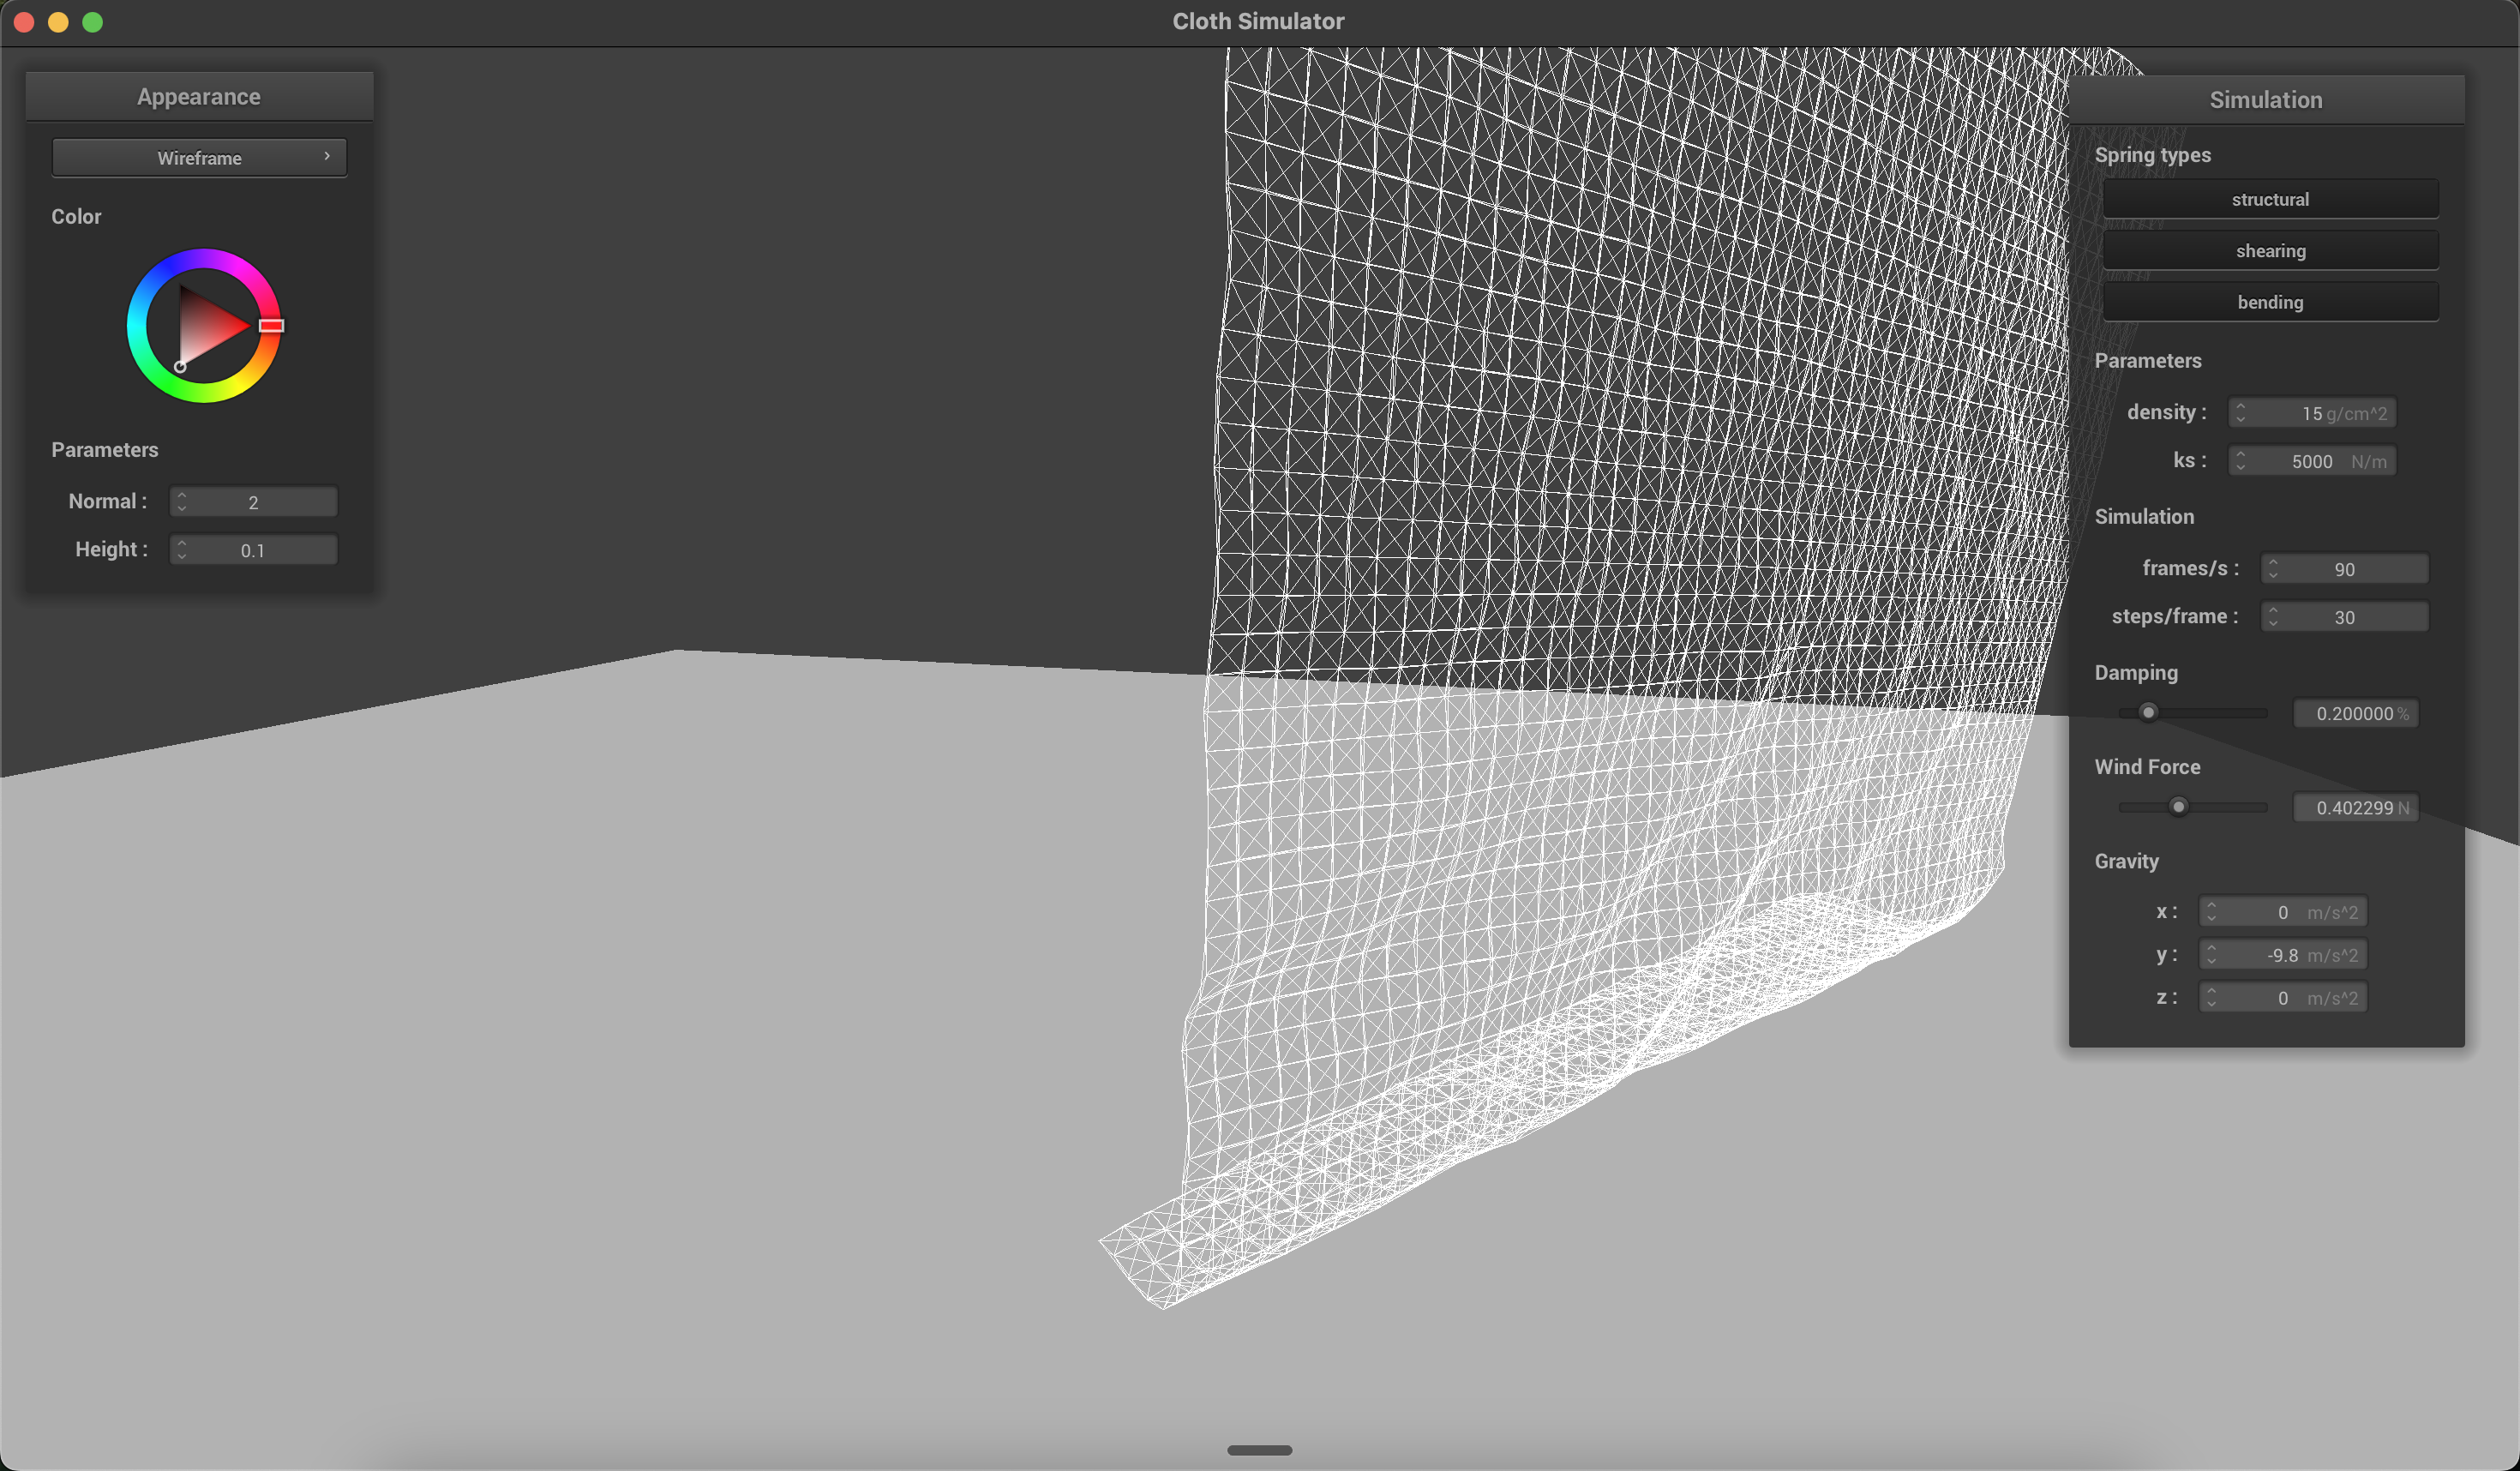 Cloth Simulator
Appearance
Wireframe
Color
Parameters
Normal : 2
Height : 0.1
Simulation
Spring types
structural
shearing
bending
Parameters
density : 15 g/cm^2
ks : 5000 N/m
Simulation
frames/s : 90
steps/frame : 30
Damping
0.200000 %
Wind Force
0.402299 N
Gravity
x : 0 m/s^2
y : -9.8 m/s^2
z : 0 m/s^2